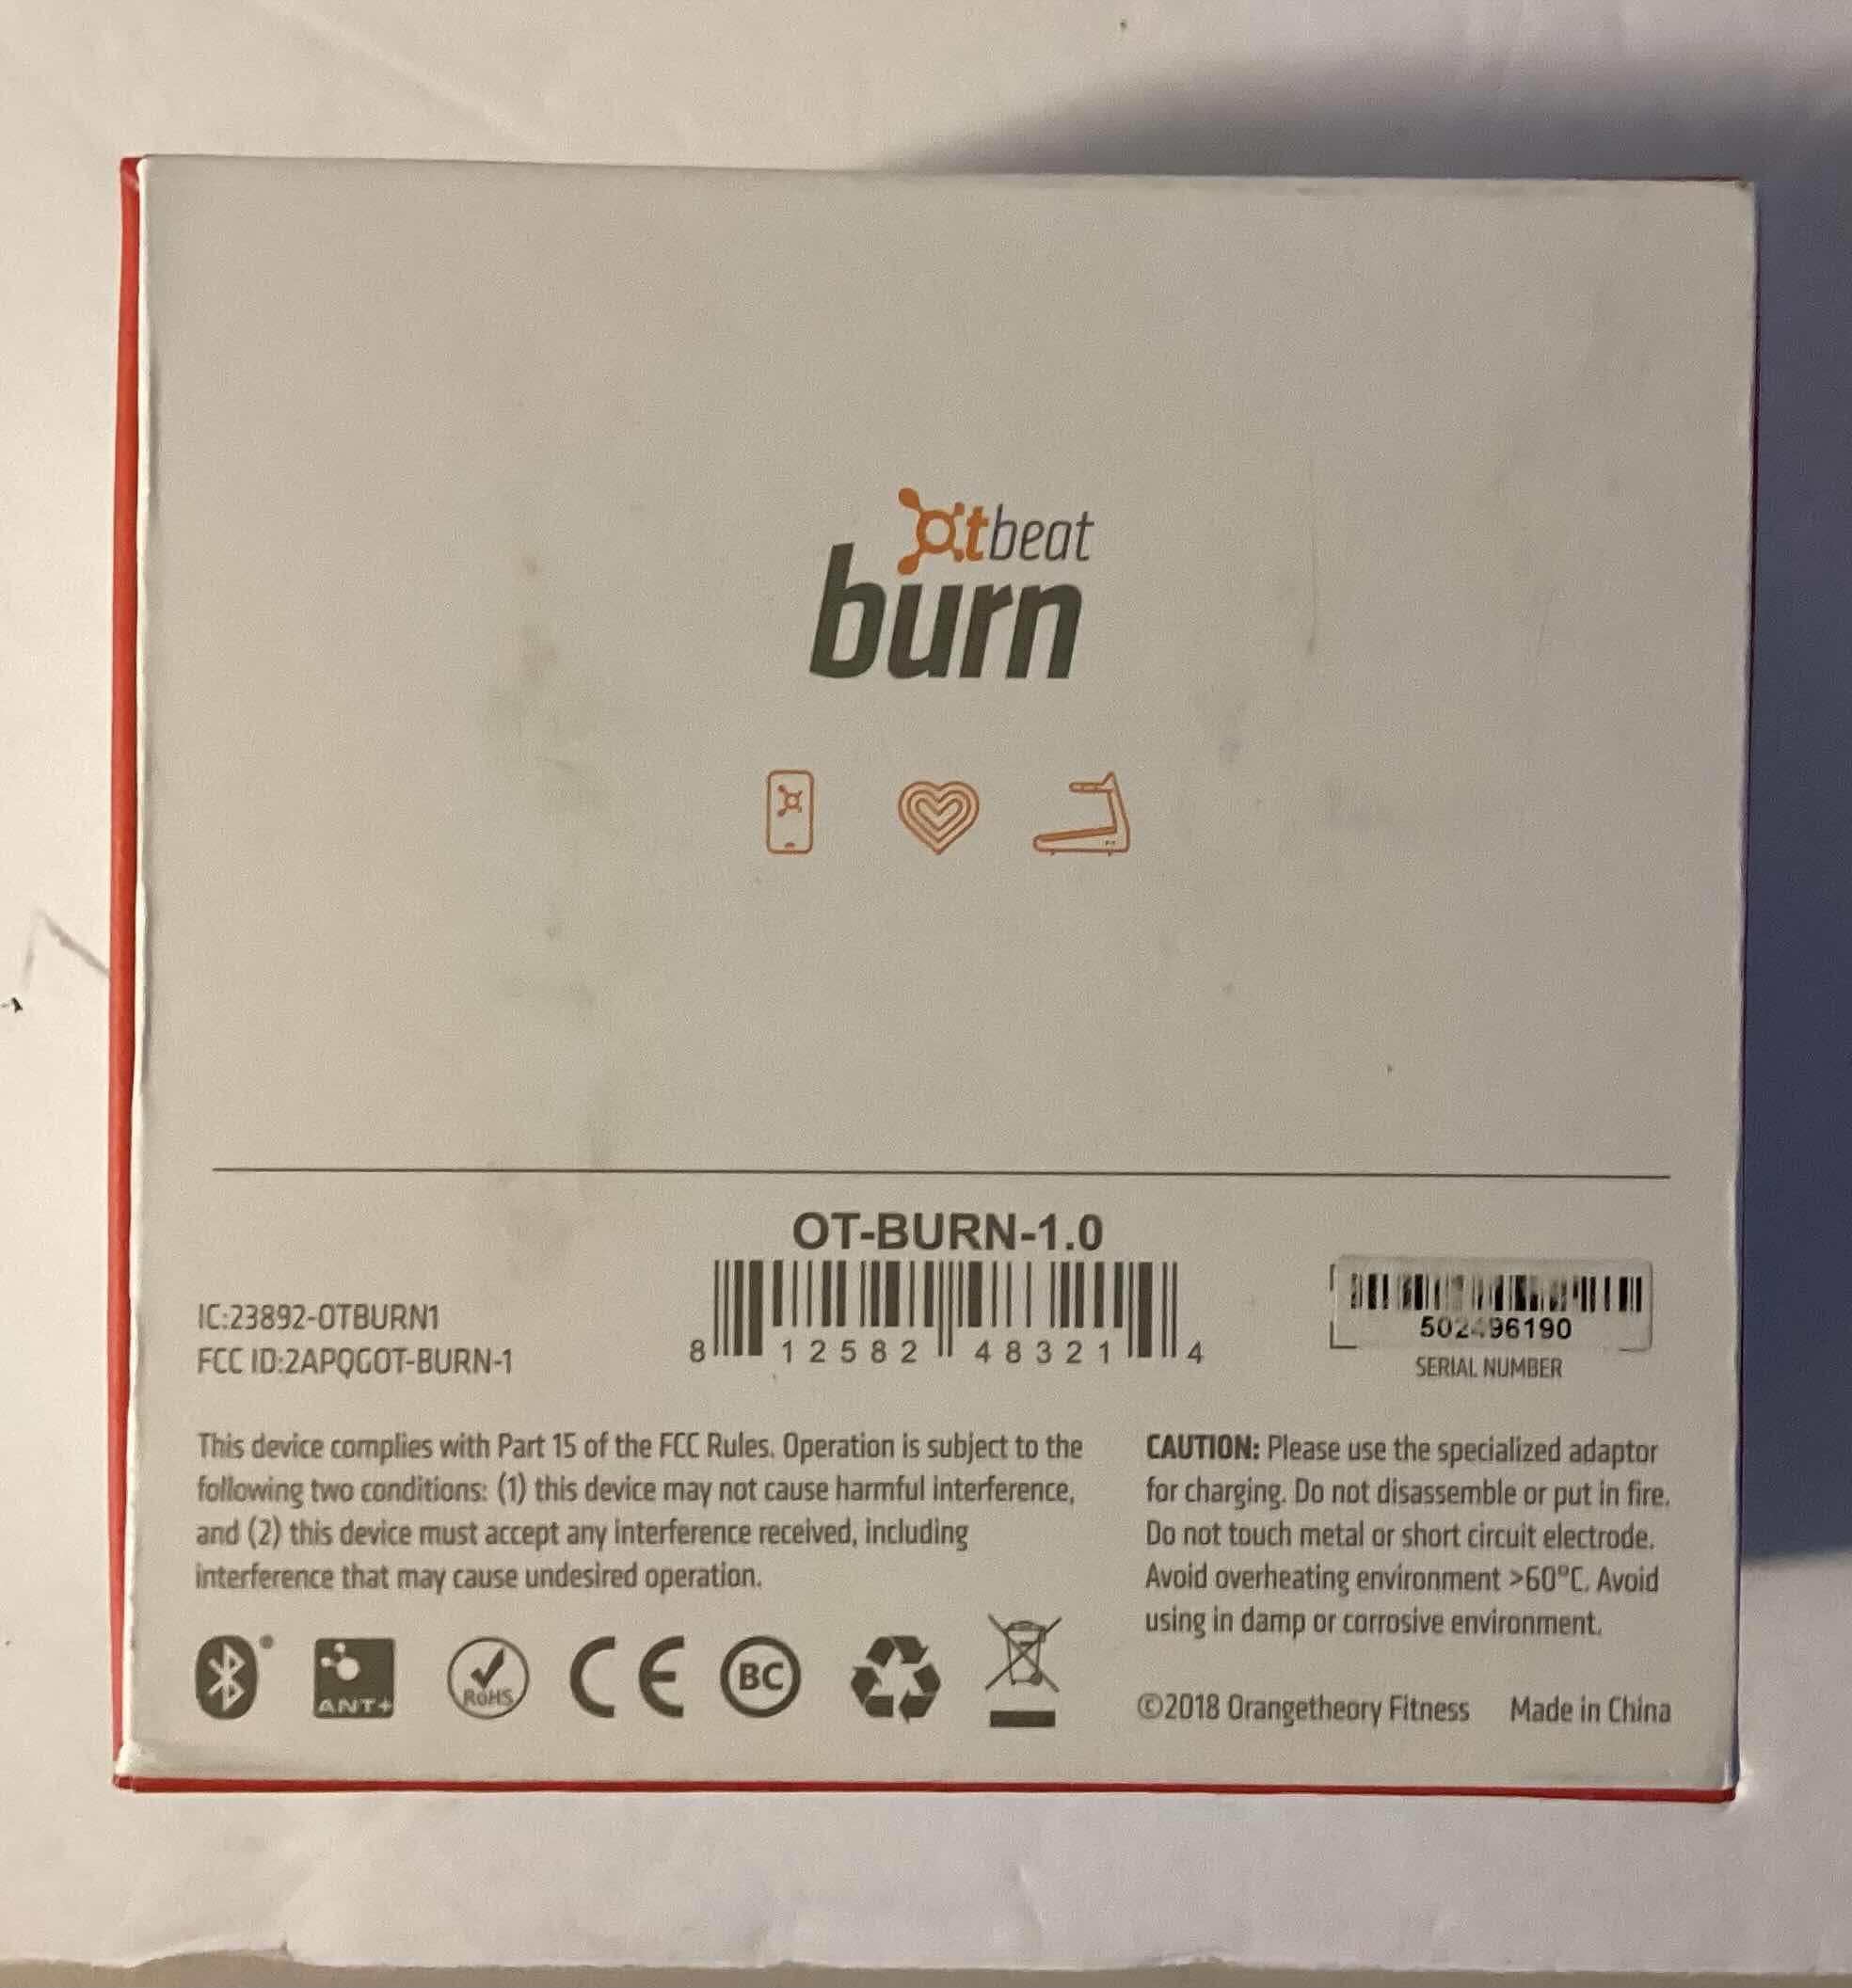 otbeat
burn
OT-BURN-1.0
IC:23892-OTBURN1
FCC ID:2APQGOT-BURN-1
8 12582 48321 4
SERIAL NUMBER
This device complies with Part 15 of the FCC Rules. Operation is subject to the
following two conditions: (1) this device may not cause harmful interference,
and (2) this device must accept any interference received, including
interference that may cause undesired operation.
CAUTION: Please use the specialized adaptor
for charging. Do not disassemble or put in fire.
Do not touch metal or short circuit electrode.
Avoid overheating environment >60°C. Avoid
using in damp or corrosive environment.
ANT+
RoHS
CE
BC
©2018 Orangetheory Fitness Made in China